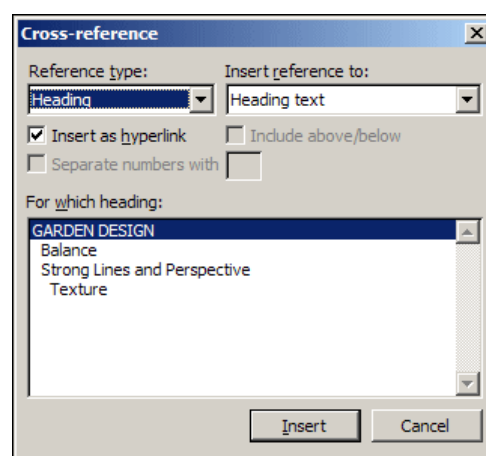 Cross-reference
Reference type: Insert reference to:
Heading Heading text
Insert as hyperlink Include above/below
Separate numbers with
For which heading:
GARDEN DESIGN
Balance
Strong Lines and Perspective
Texture
Insert Cancel